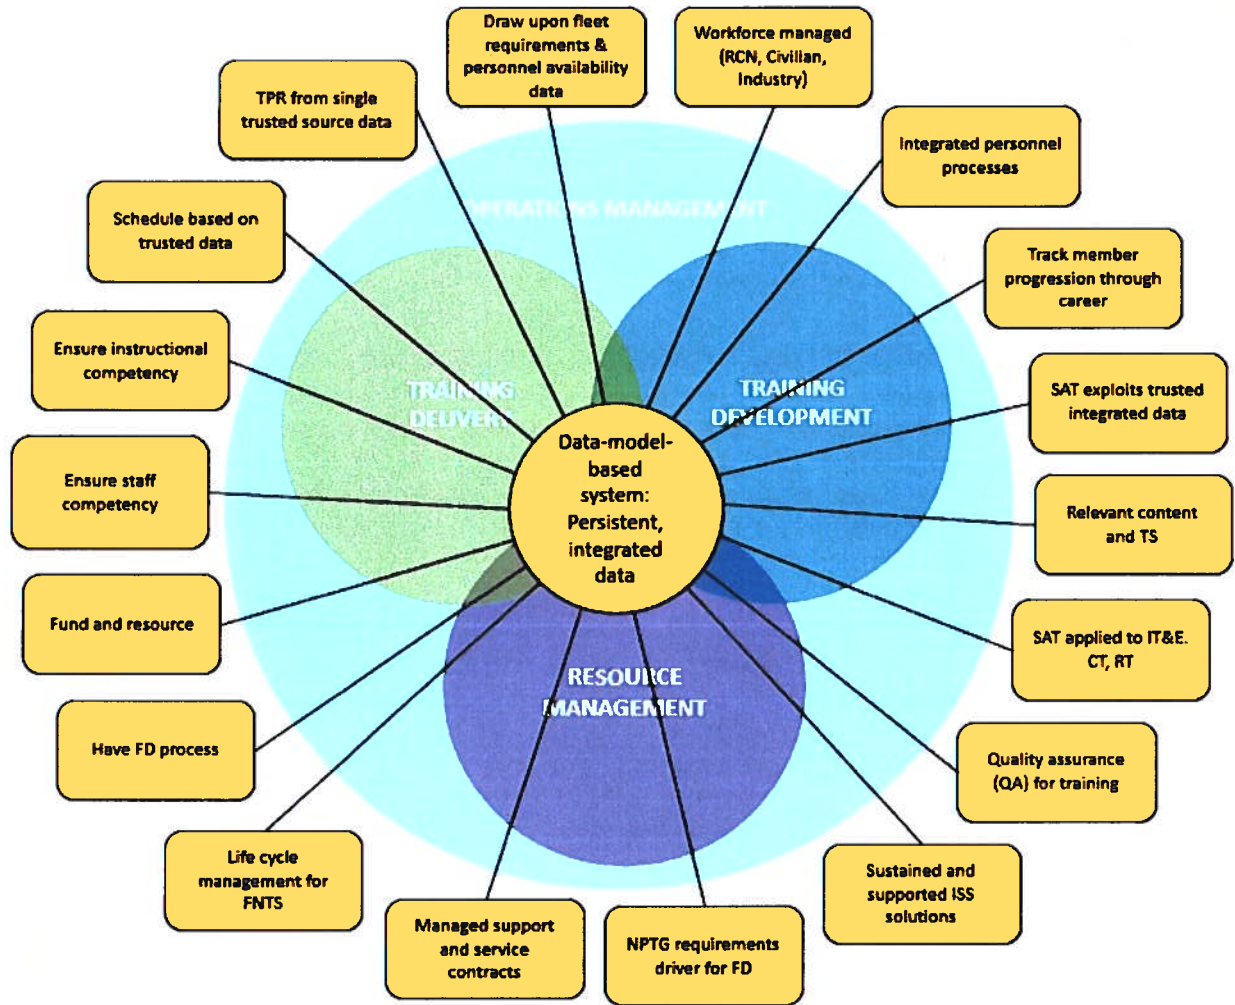 Draw upon fleet
requirements &
personnel availability
data
Workforce managed
(RCN, Civilian,
Industry)
TPR from single
trusted source data
Integrated personnel
processes
Schedule based on
trusted data
OPERATIONS MANAGEMENT
Track member
progression through
career
Ensure instructional
competency
TRAINING
DELIVERY
TRAINING
DEVELOPMENT
SAT exploits trusted
integrated data
Data-model-
based
system:
Persistent,
integrated
data
Ensure staff
competency
Relevant content
and TS
Fund and resource
SAT applied to IT&E.
CT, RT
RESOURCE
MANAGEMENT
Have FD process
Quality assurance
(QA) for training
Life cycle
management for
FNTS
Sustained and
supported ISS
solutions
Managed support
and service
contracts
NPTG requirements
driver for FD